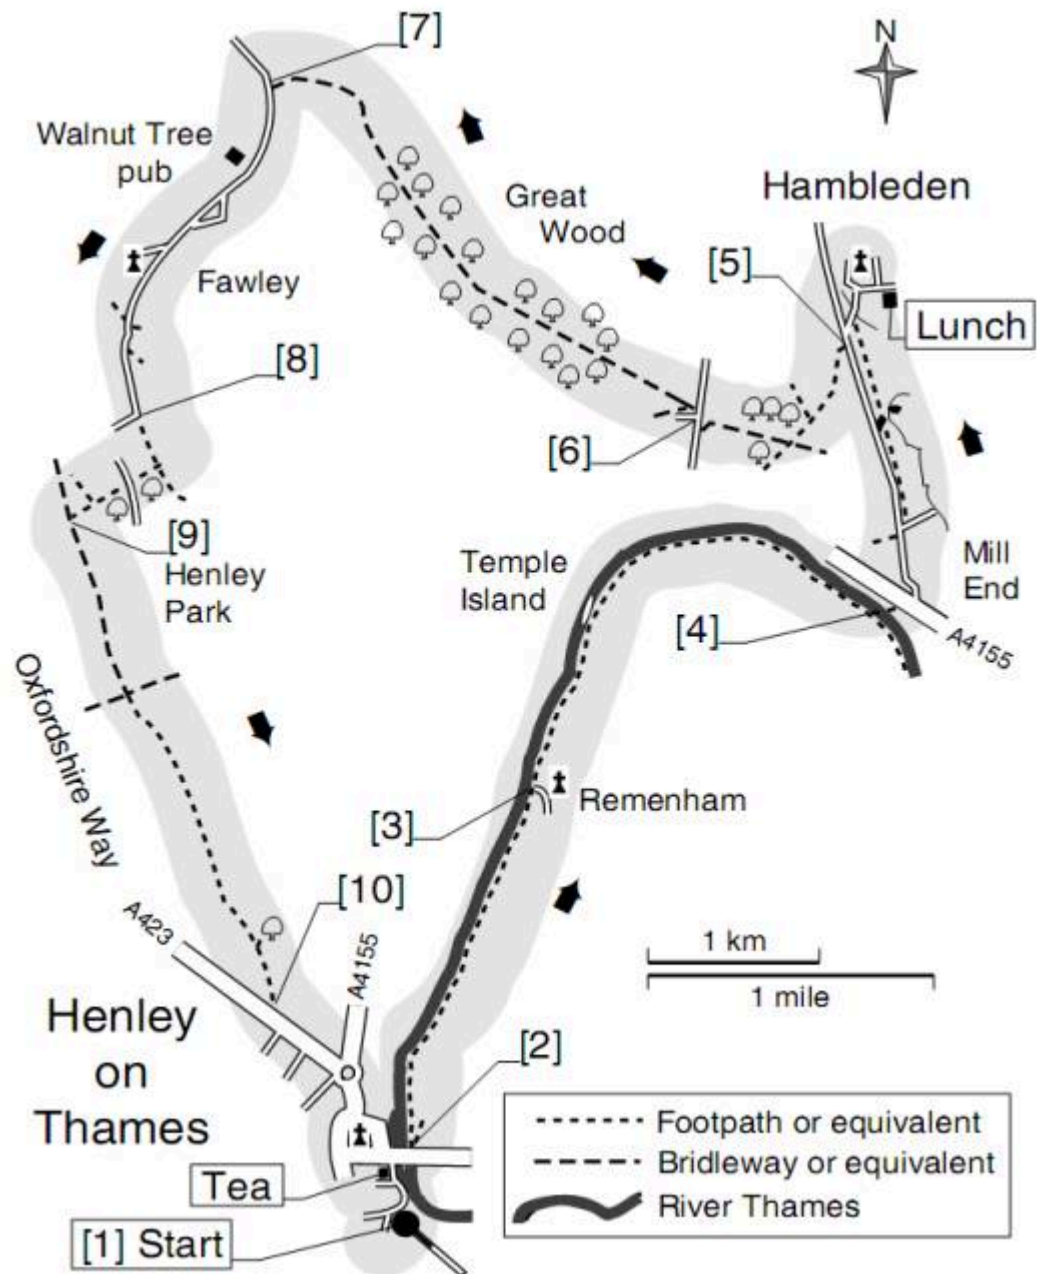 [7]
N
Walnut Tree
pub
Great
Wood
Hambleden
[5]
Fawley
Lunch
[8]
[6]
[9]
Henley
Park
Temple
Island
Mill
End
[4]
A4155
Oxfordshire Way
[3]
Remenham
[10]
A423
A4155
1 km
1 mile
Henley
on
Thames
[2]
Footpath or equivalent
Bridleway or equivalent
River Thames
Tea
[1] Start